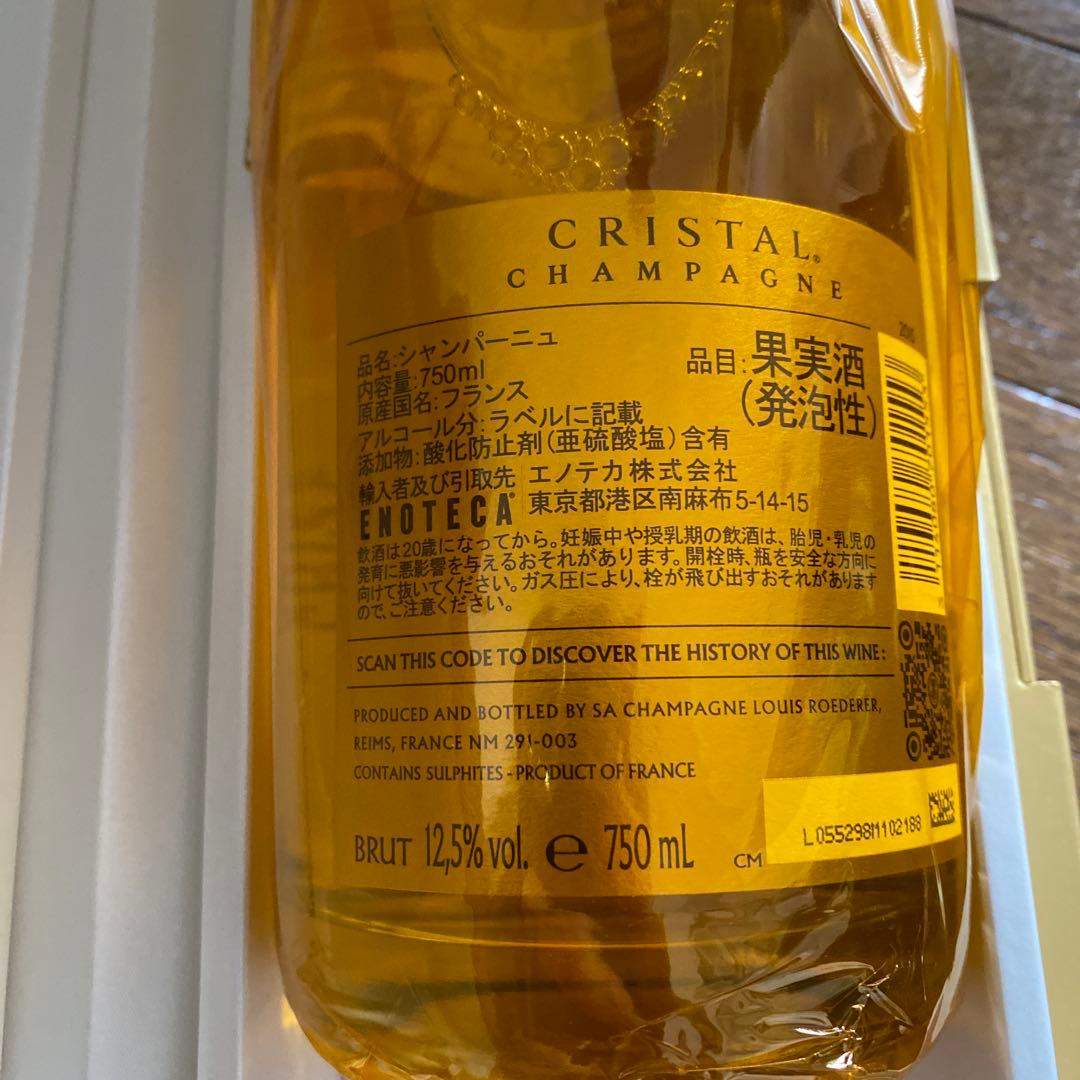 CRISTAL®
CHAMPAGNE
品名:シャンパーニュ
内容量:750ml
原産国名:フランス
アルコール分:ラベルに記載
添加物:酸化防止剤(亜硫酸塩)含有
品目:果実酒
(発泡性)
輸入者及び引取先 エノテカ株式会社
ENOTECA® 東京都港区南麻布5-14-15
飲酒は20歳になってから。妊娠中や授乳期の飲酒は、胎児・乳児の
発育に悪影響を与えるおそれがあります。開栓時、瓶を安全な方向に
向けて抜いてください。ガス圧により、栓が飛び出すおそれがあります
ので、ご注意ください。
SCAN THIS CODE TO DISCOVER THE HISTORY OF THIS WINE:
PRODUCED AND BOTTLED BY SA CHAMPAGNE LOUIS ROEDERER,
REIMS, FRANCE NM 291-003
CONTAINS SULPHITES - PRODUCT OF FRANCE
BRUT 12,5% vol. ℮ 750 mL
CM
L055298M102188